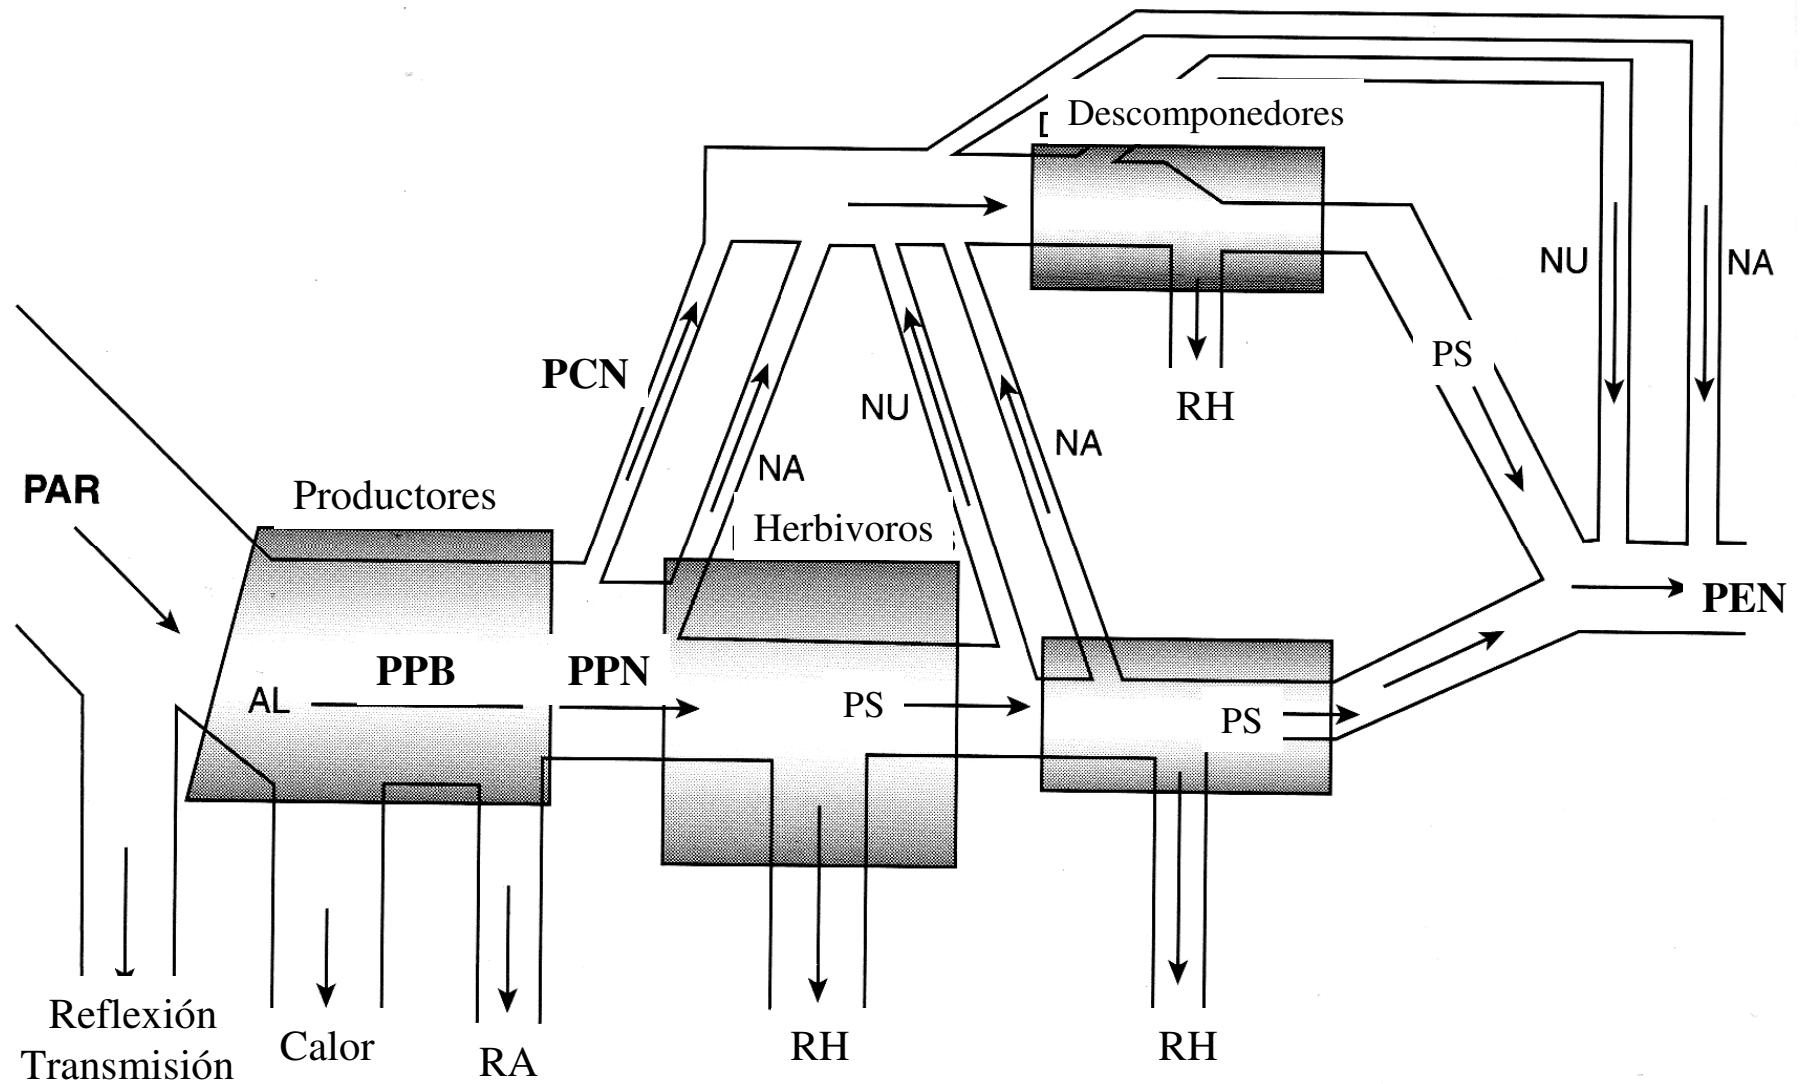 Descomponedores
NU
NA
PCN
PS
RH
NU
NA
NA
PAR
Productores
Herbivoros
PEN
PPB
PPN
AL
PS
PS
Reflexión
Transmisión
Calor
RA
RH
RH